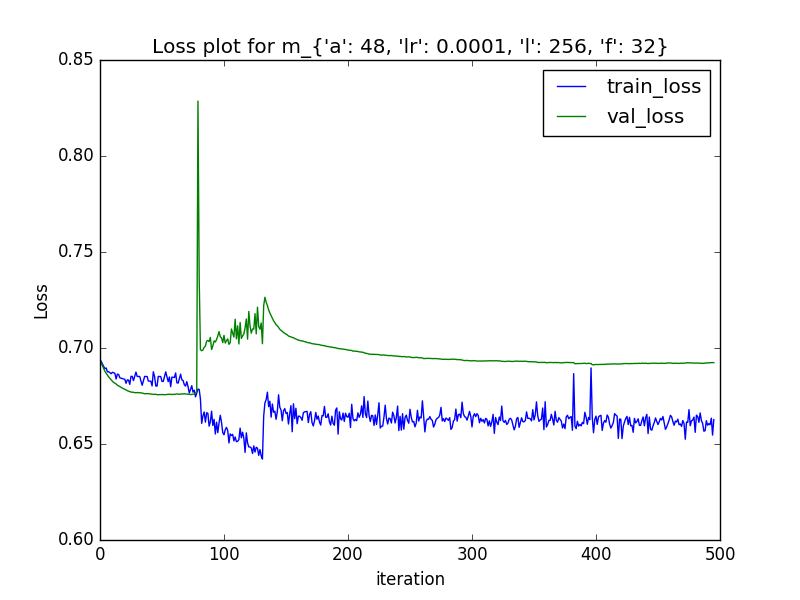 Loss plot for m_{'a': 48, 'lr': 0.0001, 'l': 256, 'f': 32}
train_loss
val_loss
0.85
0.80
0.75
0.70
0.65
0.60
Loss
0 100 200 300 400 500
iteration